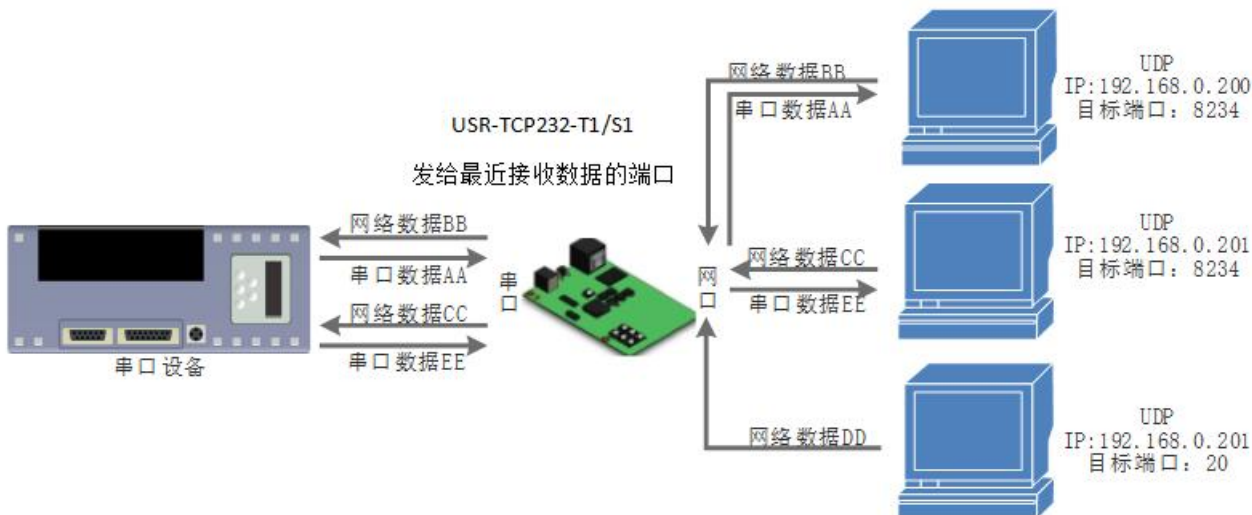 网络数据BB
串口数据AA
UDP
IP:192.168.0.200
目标端口：8234
USR-TCP232-T1/S1
发给最近接收数据的端口
网络数据BB
串口数据AA
网络数据CC
串口数据EE
串口设备
串口
网口
网络数据CC
串口数据EE
UDP
IP:192.168.0.201
目标端口：8234
网络数据DD
UDP
IP:192.168.0.201
目标端口：20